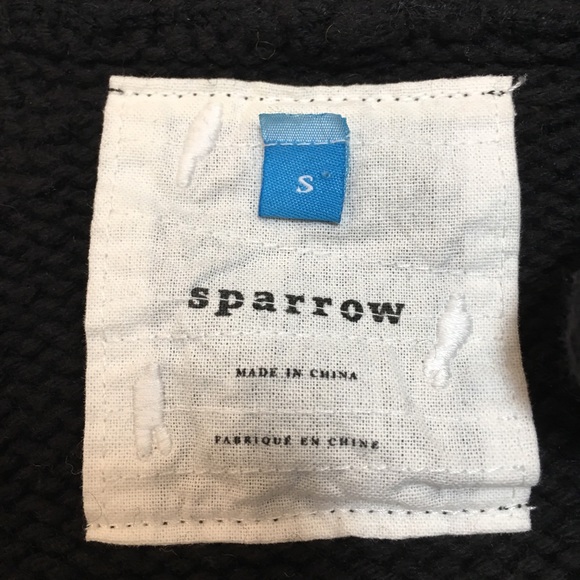 S
sparrow
MADE IN CHINA
FABRIQUÉ EN CHINE